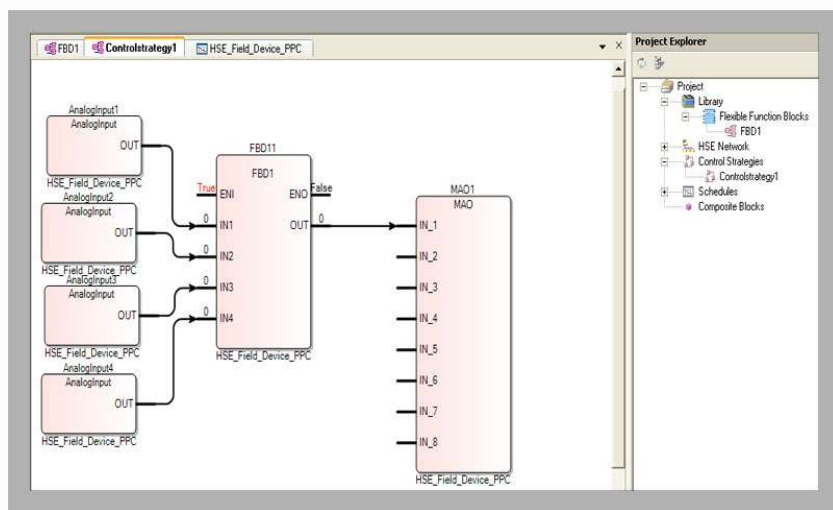 FBD1 Controlstrategy1 HSE_Field_Device_PPC
Project Explorer
Project
Library
Flexible Function Blocks
FBD1
HSE Network
Control Strategies
Controlstrategy1
Schedules
Composite Blocks
AnalogInput1
AnalogInput
OUT
HSE_Field_Device_PPC
AnalogInput2
AnalogInput
OUT
HSE_Field_Device_PPC
AnalogInput3
AnalogInput
OUT
HSE_Field_Device_PPC
AnalogInput4
AnalogInput
OUT
HSE_Field_Device_PPC
FBD11
FBD1
True ENI ENO False
0 IN1 OUT 0
0 IN2
0 IN3
0 IN4
HSE_Field_Device_PPC
MAO1
MAO
IN_1
IN_2
IN_3
IN_4
IN_5
IN_6
IN_7
IN_8
HSE_Field_Device_PPC